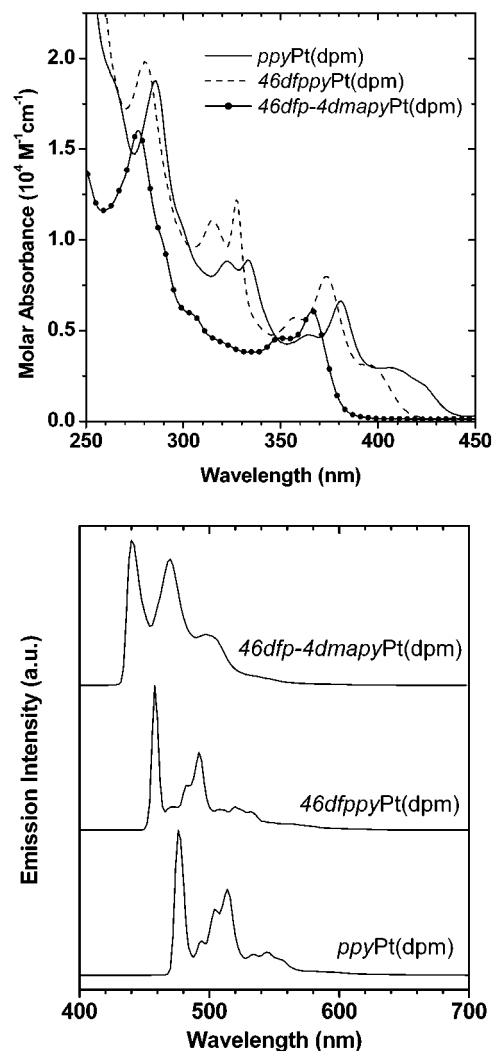 Molar Absorbance (10⁴ M⁻¹cm⁻¹)
2.0
1.5
1.0
0.5
0.0
ppyPt(dpm)
46dfppyPt(dpm)
46dfp-4dmapyPt(dpm)
250 300 350 400 450
Wavelength (nm)
Emission Intensity (a.u.)
46dfp-4dmapyPt(dpm)
46dfppyPt(dpm)
ppyPt(dpm)
400 500 600 700
Wavelength (nm)